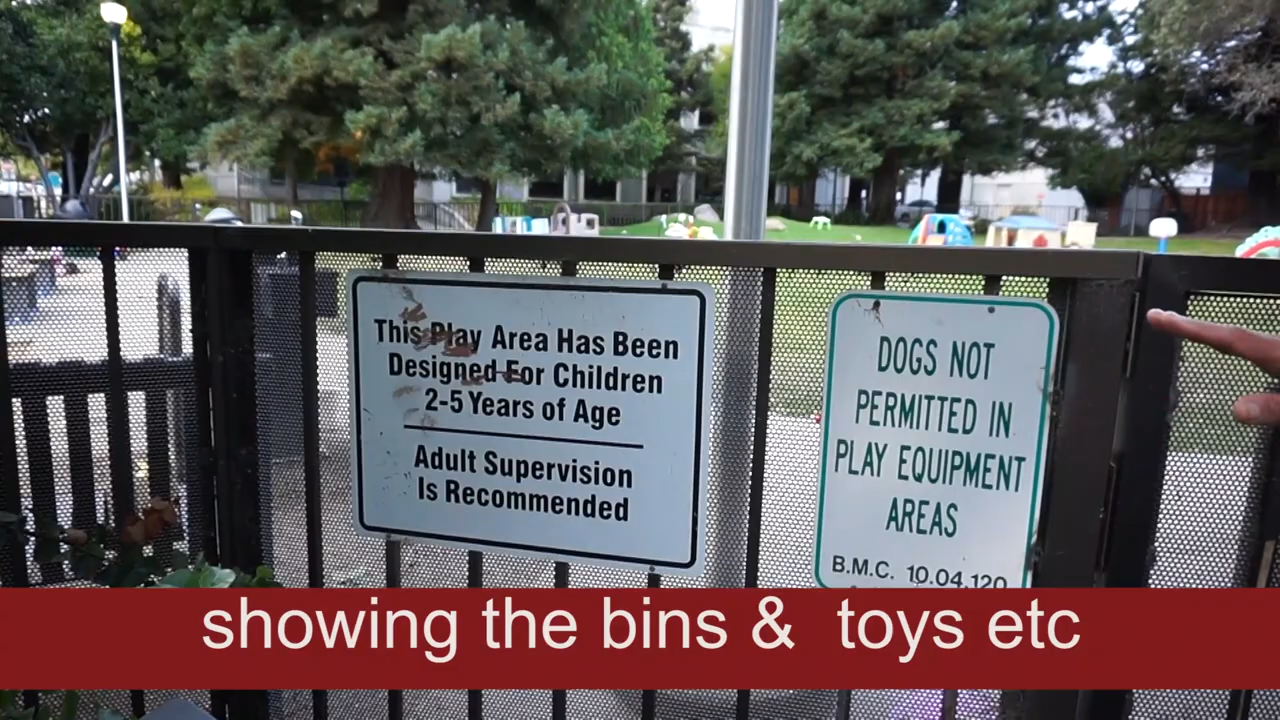 This Play Area Has Been
Designed For Children
2-5 Years of Age
Adult Supervision
Is Recommended
DOGS NOT
PERMITTED IN
PLAY EQUIPMENT
AREAS
B.M.C. 10.04.120
showing the bins & toys etc